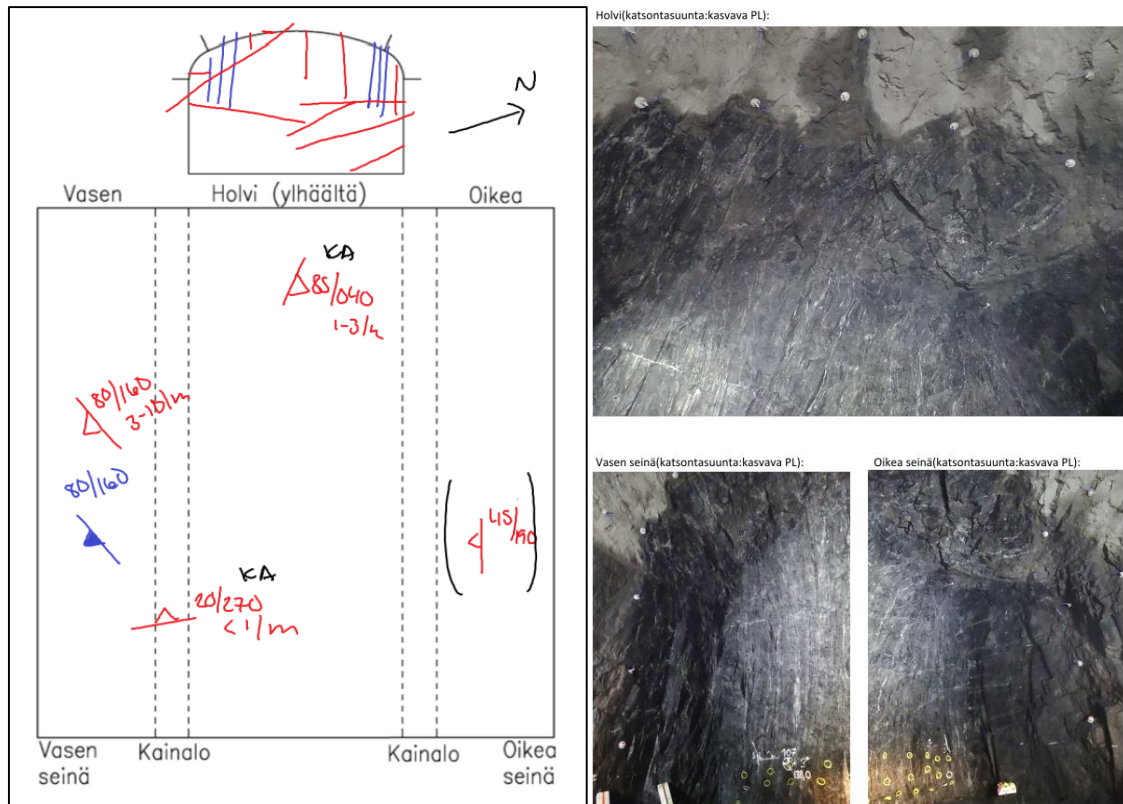 N
Vasen
Holvi (ylhäältä)
Oikea
KA
85/040
1-3/m
80/160
3-10/m
80/160
45/190
KA
20/270
<1/m
Vasen seinä
Kainalo
Kainalo
Oikea seinä
Holvi(katsontasuunta:kasvava PL):
Vasen seinä(katsontasuunta:kasvava PL):
Oikea seinä(katsontasuunta:kasvava PL):
107